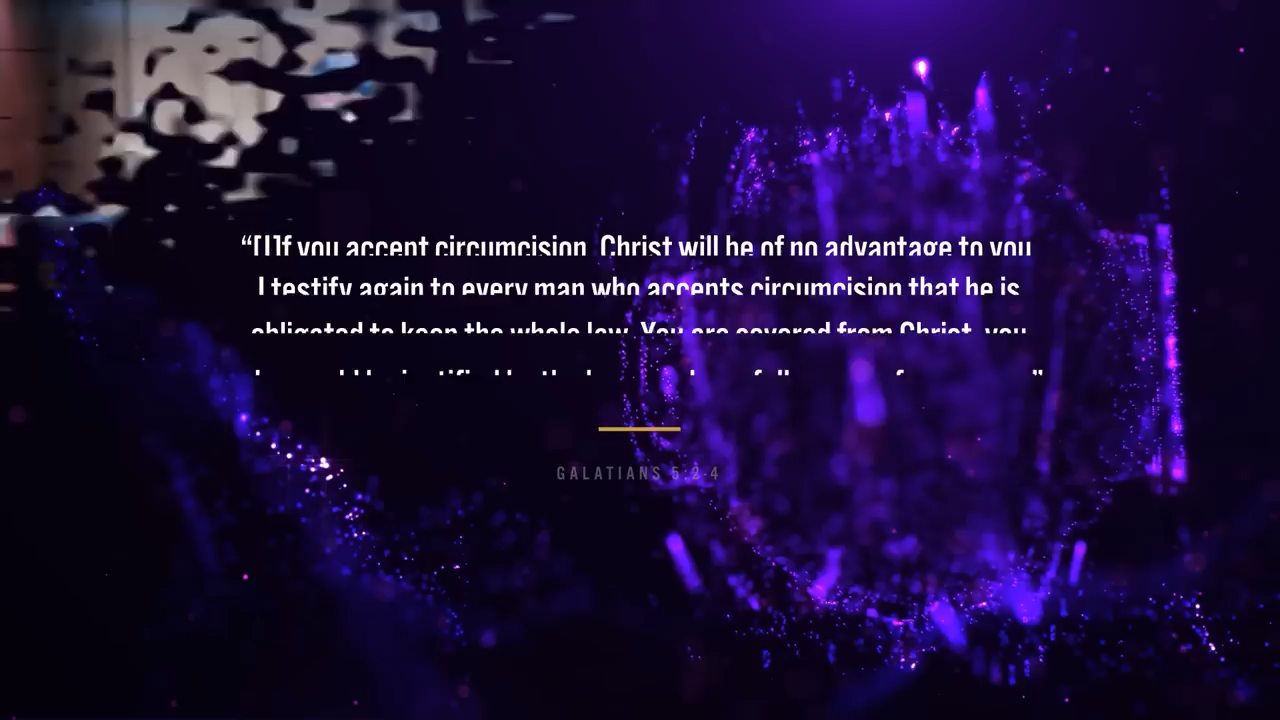 “[I]f you accept circumcision, Christ will be of no advantage to you
I testify again to every man who accepts circumcision that he is
obligated to keep the whole law. You are severed from Christ, you
GALATIANS 5:2-4